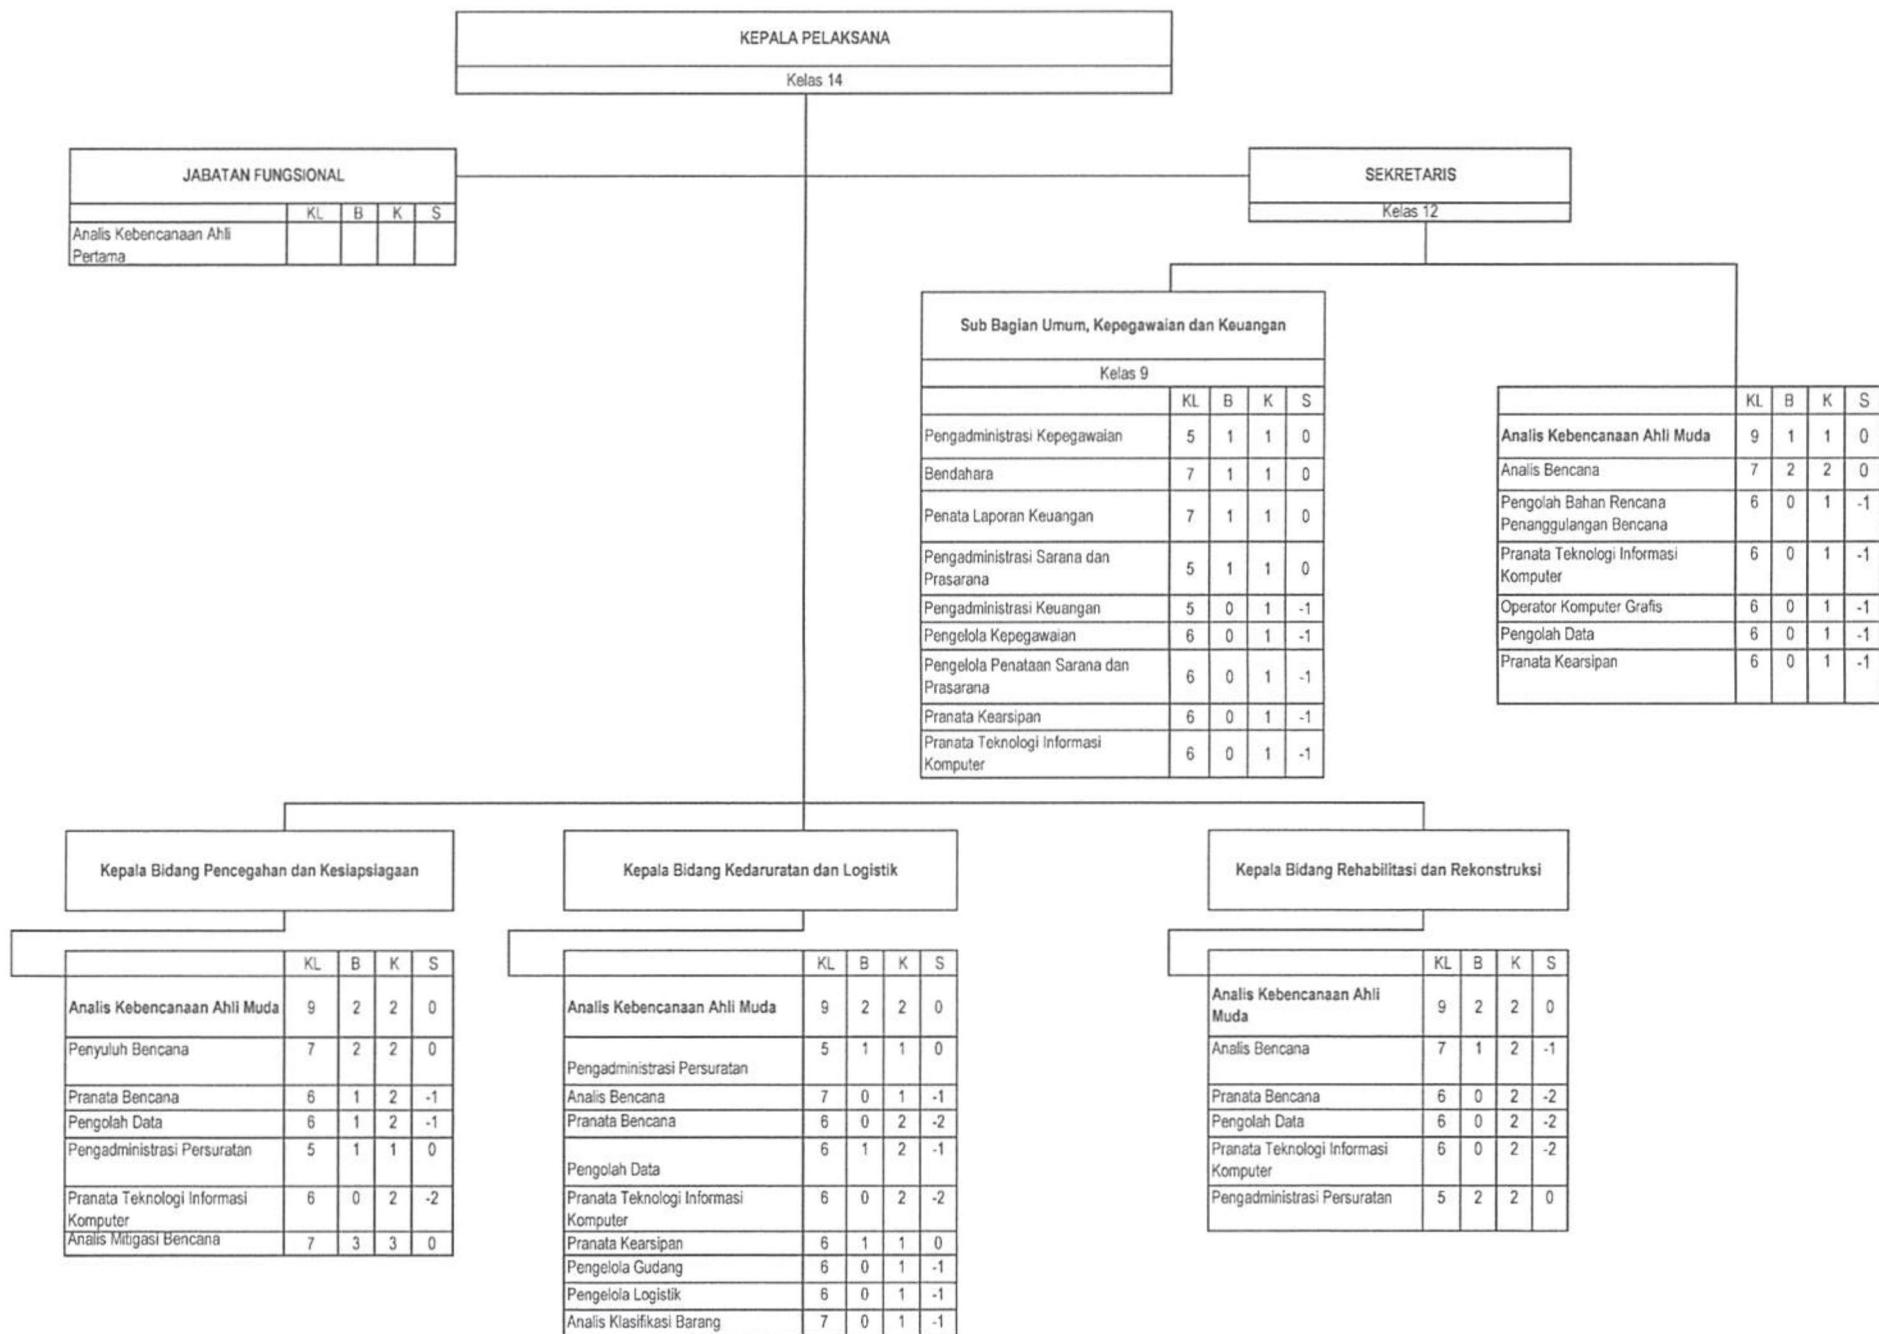 KEPALA PELAKSANA
Kelas 14
JABATAN FUNGSIONAL
KL B K S
Analis Kebencanaan Ahli
Pertama
SEKRETARIS
Kelas 12
Sub Bagian Umum, Kepegawaian dan Keuangan
Kelas 9
KL B K S
Pengadministrasi Kepegawaian 5 1 1 0
Bendahara 7 1 1 0
Penata Laporan Keuangan 7 1 1 0
Pengadministrasi Sarana dan
Prasarana 5 1 1 0
Pengadministrasi Keuangan 5 0 1 -1
Pengelola Kepegawaian 6 0 1 -1
Pengelola Penataan Sarana dan
Prasarana 6 0 1 -1
Pranata Kearsipan 6 0 1 -1
Pranata Teknologi Informasi
Komputer 6 0 1 -1
KL B K S
Analis Kebencanaan Ahli Muda 9 1 1 0
Analis Bencana 7 2 2 0
Pengolah Bahan Rencana 6 0 1 -1
Penanggulangan Bencana
Pranata Teknologi Informasi 6 0 1 -1
Komputer
Operator Komputer Grafis 6 0 1 -1
Pengolah Data 6 0 1 -1
Pranata Kearsipan 6 0 1 -1
Kepala Bidang Pencegahan dan Kesiapsiagaan
KL B K S
Analis Kebencanaan Ahli Muda 9 2 2 0
Penyuluh Bencana 7 2 2 0
Pranata Bencana 6 1 2 -1
Pengolah Data 6 1 2 -1
Pengadministrasi Persuratan 5 1 1 0
Pranata Teknologi Informasi 6 0 2 -2
Komputer
Analis Mitigasi Bencana 7 3 3 0
Kepala Bidang Kedaruratan dan Logistik
KL B K S
Analis Kebencanaan Ahli Muda 9 2 2 0
Pengadministrasi Persuratan 5 1 1 0
Analis Bencana 7 0 1 -1
Pranata Bencana 6 0 2 -2
Pengolah Data 6 1 2 -1
Pranata Teknologi Informasi 6 0 2 -2
Komputer
Pranata Kearsipan 6 1 1 0
Pengelola Gudang 6 0 1 -1
Pengelola Logistik 6 0 1 -1
Analis Klasifikasi Barang 7 0 1 -1
Kepala Bidang Rehabilitasi dan Rekonstruksi
KL B K S
Analis Kebencanaan Ahli
Muda 9 2 2 0
Analis Bencana 7 1 2 -1
Pranata Bencana 6 0 2 -2
Pengolah Data 6 0 2 -2
Pranata Teknologi Informasi 6 0 2 -2
Komputer
Pengadministrasi Persuratan 5 2 2 0